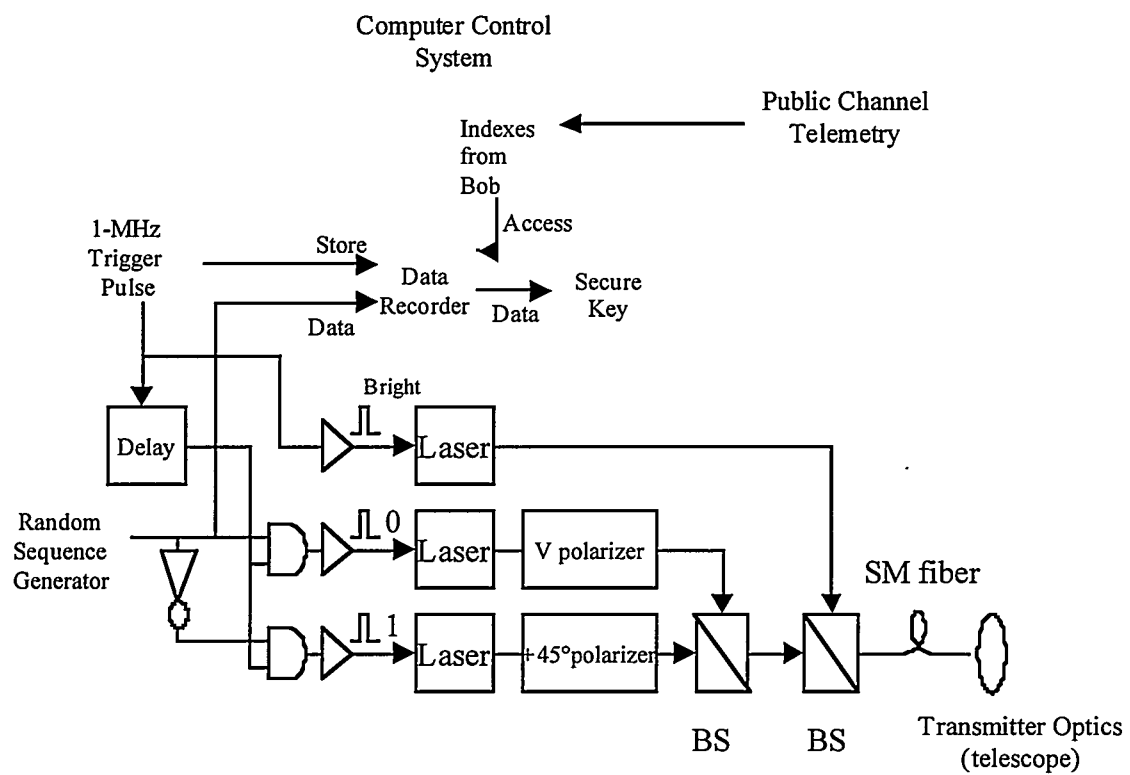 Computer Control
System
Public Channel
Telemetry
Indexes
from
Bob
Access
1-MHz
Trigger
Pulse
Store
Data
Recorder
Data
Data
Secure
Key
Bright
Delay
Laser
Random
Sequence
Generator
0
Laser
V polarizer
SM fiber
1
Laser
+45°polarizer
BS
BS
Transmitter Optics
(telescope)